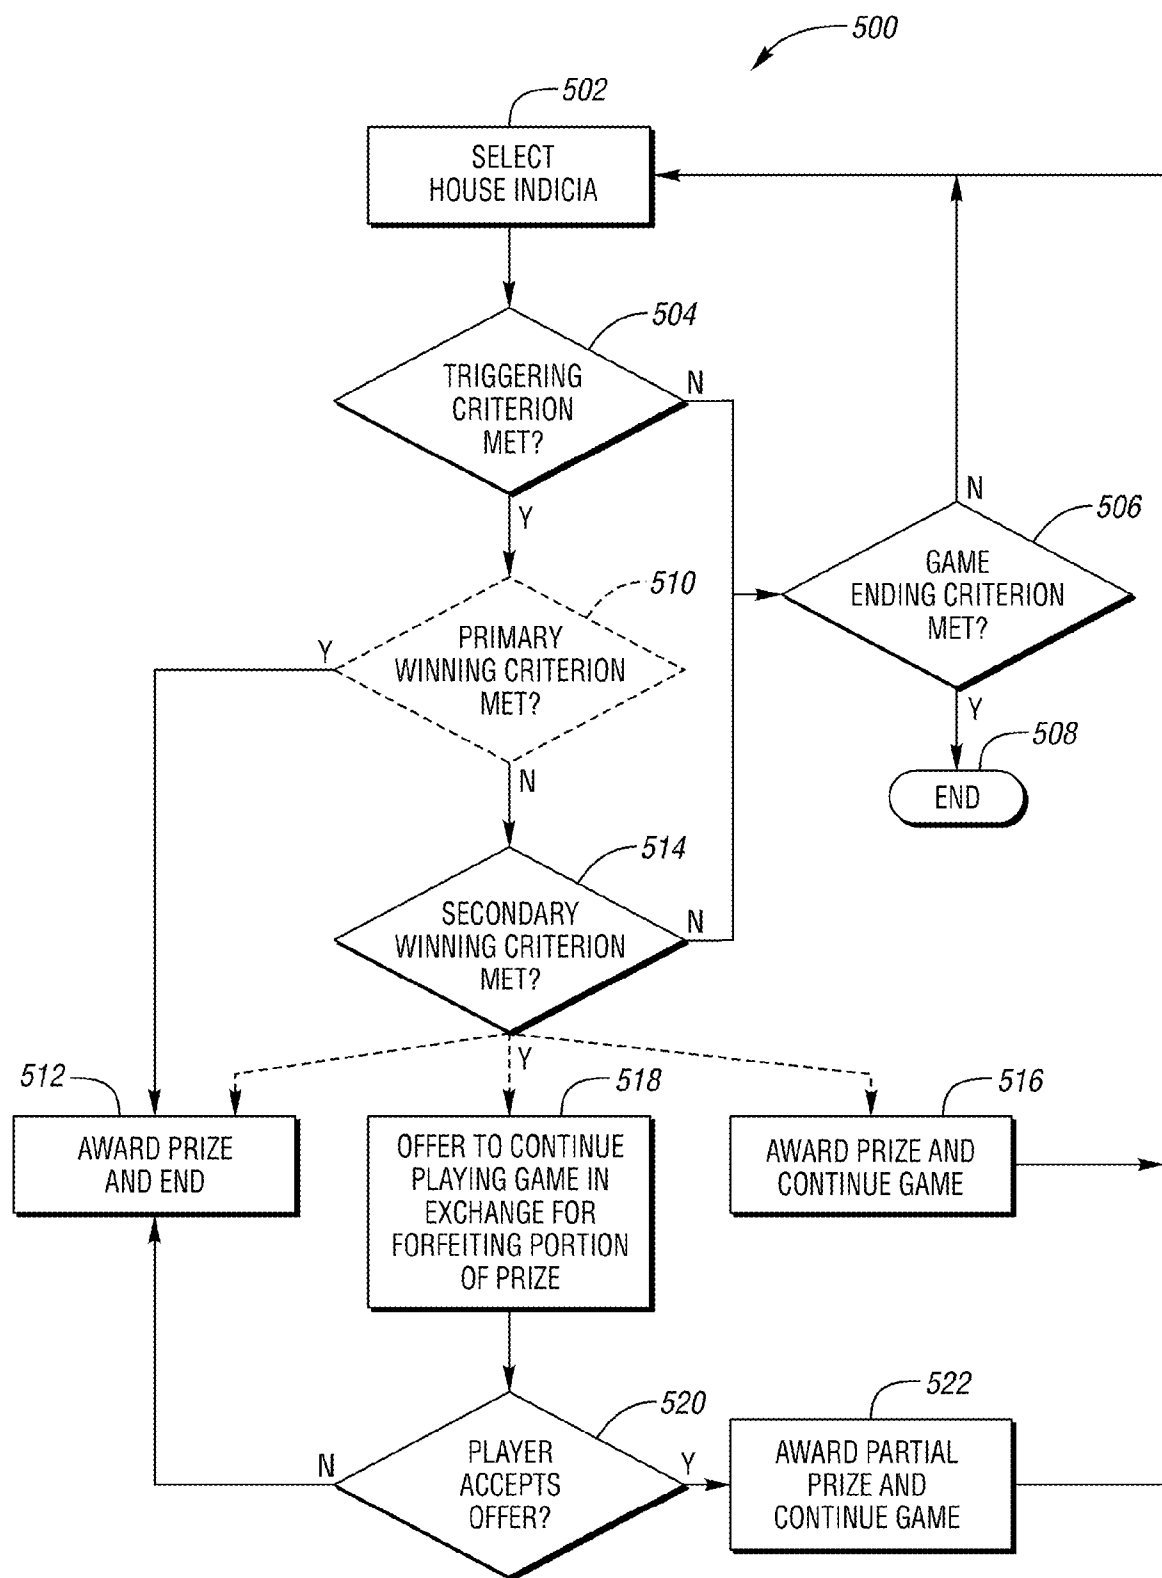 500
502
SELECT
HOUSE INDICIA
504
TRIGGERING
CRITERION
MET?
N
Y
N
506
GAME
ENDING CRITERION
MET?
Y
510
Y
PRIMARY
WINNING CRITERION
MET?
N
508
END
514
SECONDARY
WINNING CRITERION
MET?
N
Y
512
AWARD PRIZE
AND END
518
OFFER TO CONTINUE
PLAYING GAME IN
EXCHANGE FOR
FORFEITING PORTION
OF PRIZE
516
AWARD PRIZE AND
CONTINUE GAME
520
N
PLAYER
ACCEPTS
OFFER?
Y
522
AWARD PARTIAL
PRIZE AND
CONTINUE GAME